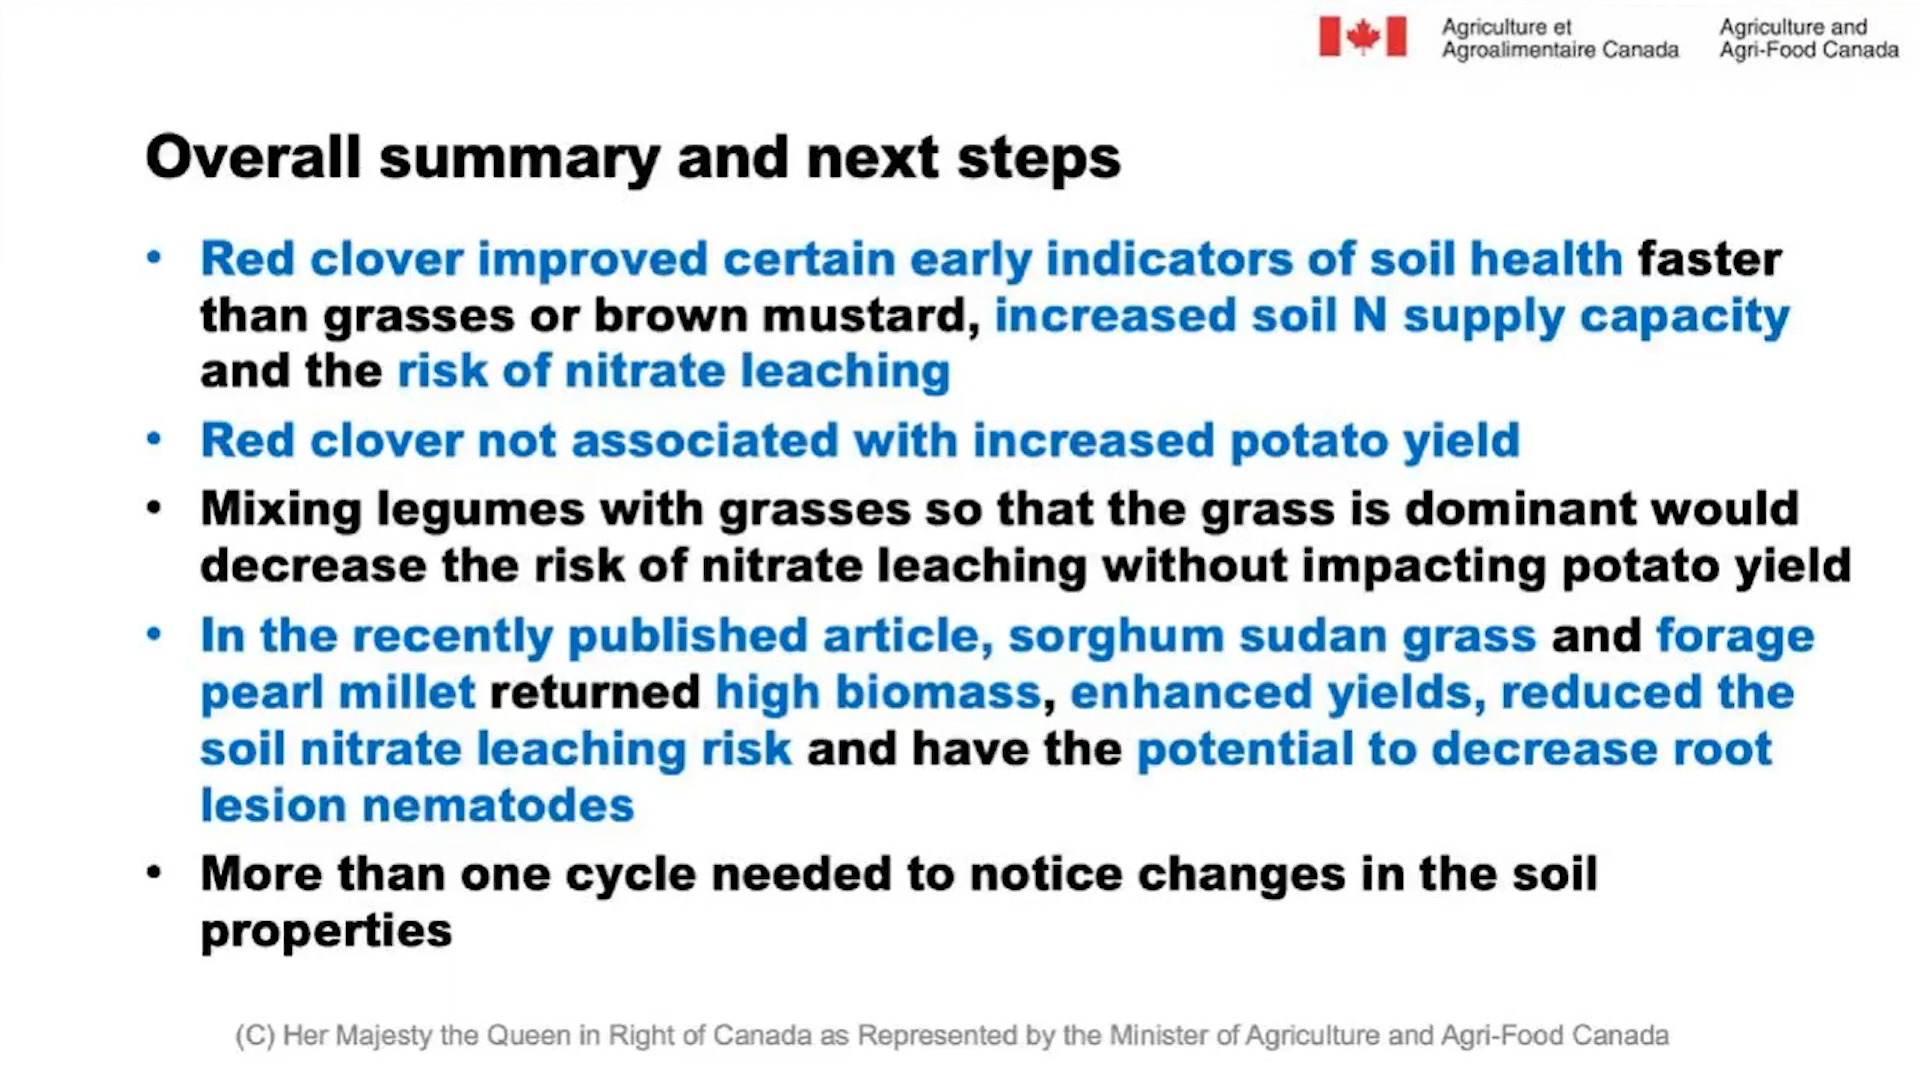 Agriculture et
Agroalimentaire Canada
Agriculture and
Agri-Food Canada
Overall summary and next steps
• Red clover improved certain early indicators of soil health faster
than grasses or brown mustard, increased soil N supply capacity
and the risk of nitrate leaching
• Red clover not associated with increased potato yield
• Mixing legumes with grasses so that the grass is dominant would
decrease the risk of nitrate leaching without impacting potato yield
• In the recently published article, sorghum sudan grass and forage
pearl millet returned high biomass, enhanced yields, reduced the
soil nitrate leaching risk and have the potential to decrease root
lesion nematodes
• More than one cycle needed to notice changes in the soil
properties
(C) Her Majesty the Queen in Right of Canada as Represented by the Minister of Agriculture and Agri-Food Canada